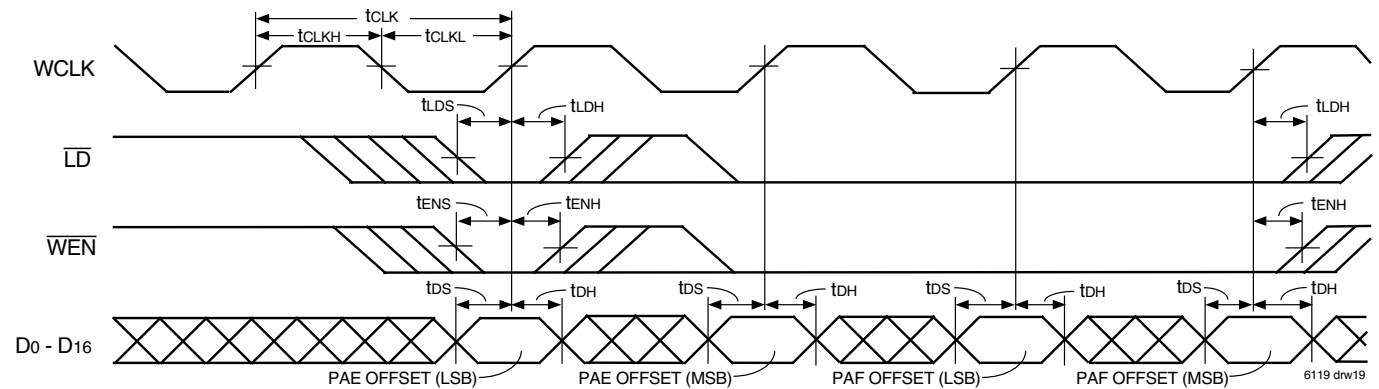 tCLK
tCLKH
tCLKL
WCLK
tLDS
tLDH
tLDH
LD
tENS
tENH
tENH
WEN
tDS
tDH
tDS
tDH
tDS
tDH
tDS
tDH
D0 - D16
PAE OFFSET (LSB)
PAE OFFSET (MSB)
PAF OFFSET (LSB)
PAF OFFSET (MSB)
6119 drw19